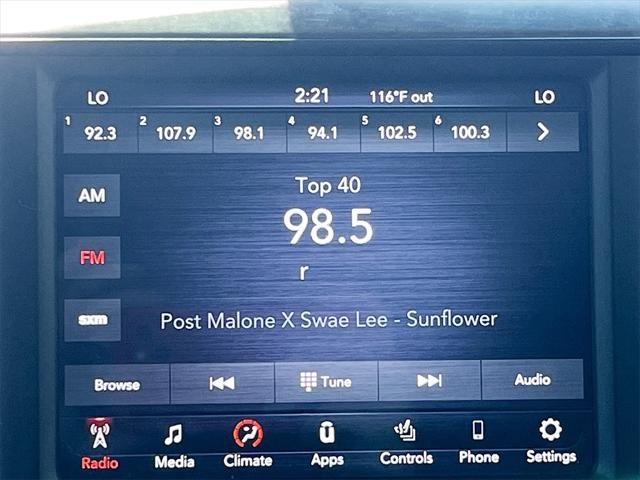 LO 2:21 116°F out LO
1 92.3 2 107.9 3 98.1 4 94.1 5 102.5 6 100.3
AM
FM
sxm
Top 40
98.5
r
Post Malone X Swae Lee - Sunflower
Browse Tune Audio
Radio Media Climate Apps Controls Phone Settings